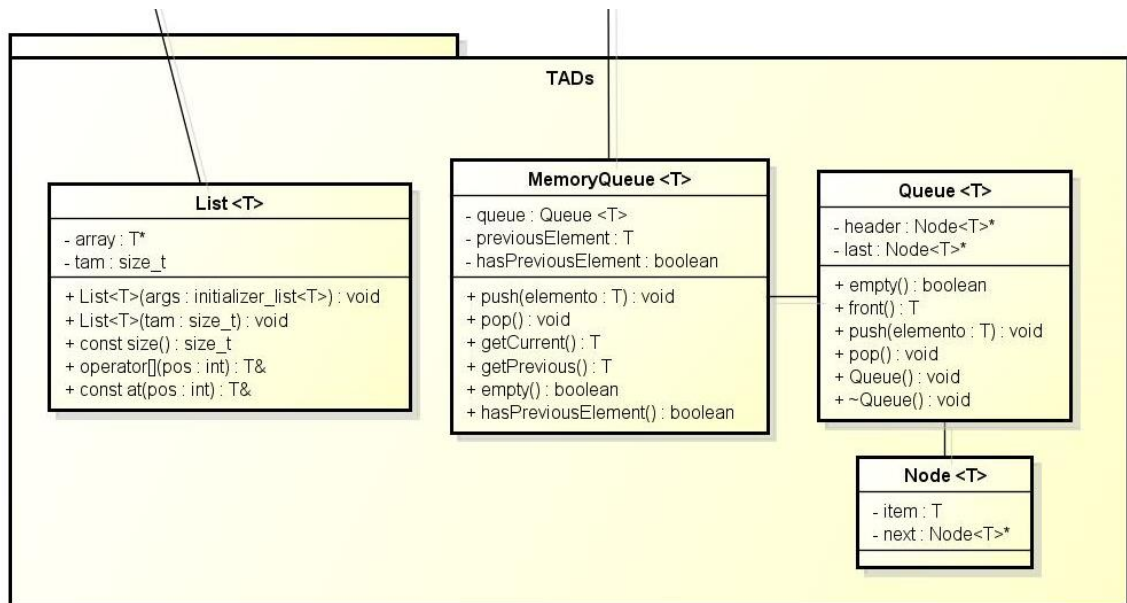 TADs
List <T>
- array : T*
- tam : size_t
+ List<T>(args : initializer_list<T>) : void
+ List<T>(tam : size_t) : void
+ const size() : size_t
+ operator[](pos : int) : T&
+ const at(pos : int) : T&
MemoryQueue <T>
- queue : Queue <T>
- previousElement : T
- hasPreviousElement : boolean
+ push(elemento : T) : void
+ pop() : void
+ getCurrent() : T
+ getPrevious() : T
+ empty() : boolean
+ hasPreviousElement() : boolean
Queue <T>
- header : Node<T>*
- last : Node<T>*
+ empty() : boolean
+ front() : T
+ push(elemento : T) : void
+ pop() : void
+ Queue() : void
+ ~Queue() : void
Node <T>
- item : T
- next : Node<T>*